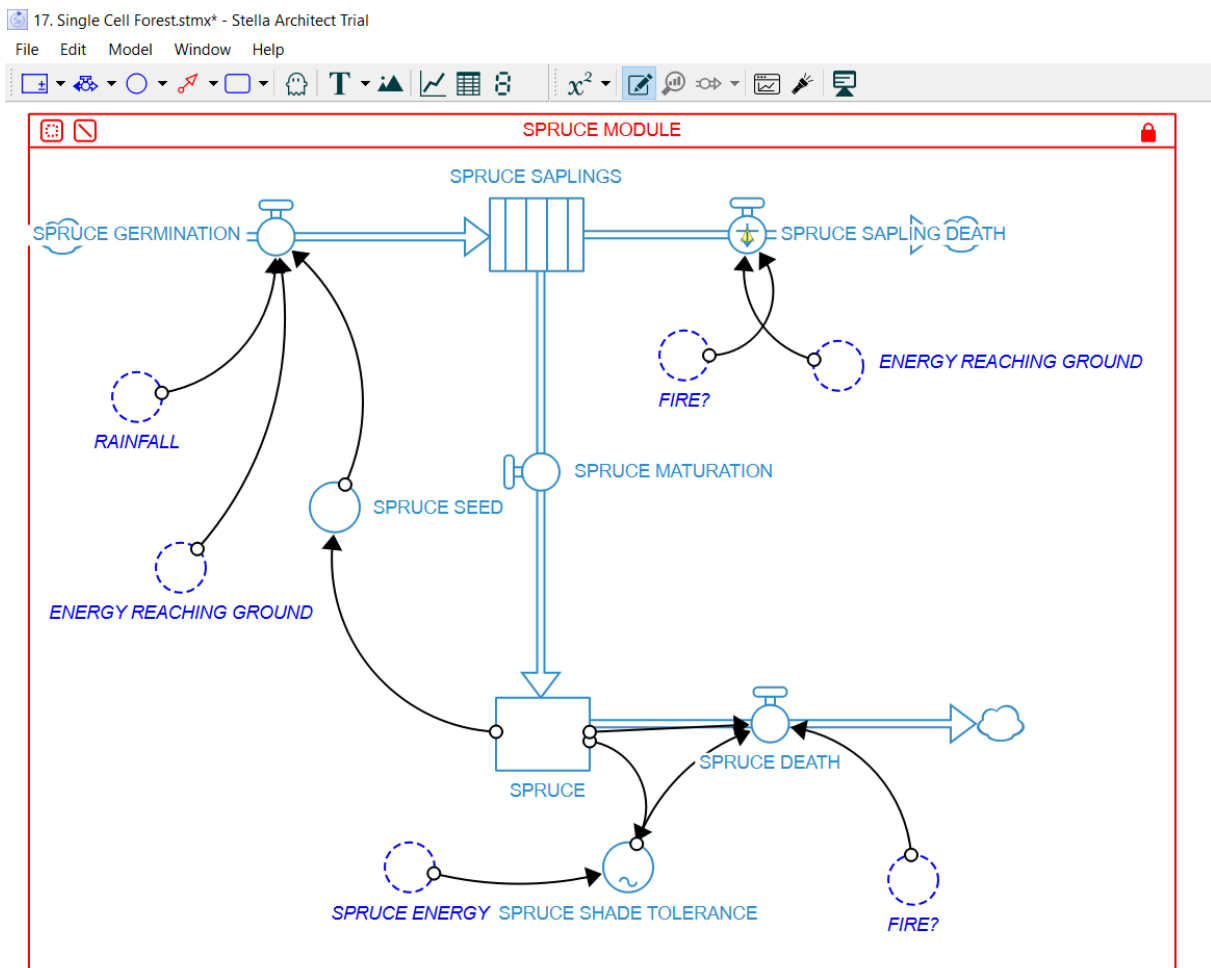 17. Single Cell Forest.stmx* - Stella Architect Trial
File Edit Model Window Help
T x²
SPRUCE MODULE
SPRUCE SAPLINGS
SPRUCE GERMINATION
SPRUCE SAPLING DEATH
ENERGY REACHING GROUND
FIRE?
RAINFALL
SPRUCE MATURATION
SPRUCE SEED
ENERGY REACHING GROUND
SPRUCE DEATH
SPRUCE
SPRUCE ENERGY
SPRUCE SHADE TOLERANCE
FIRE?